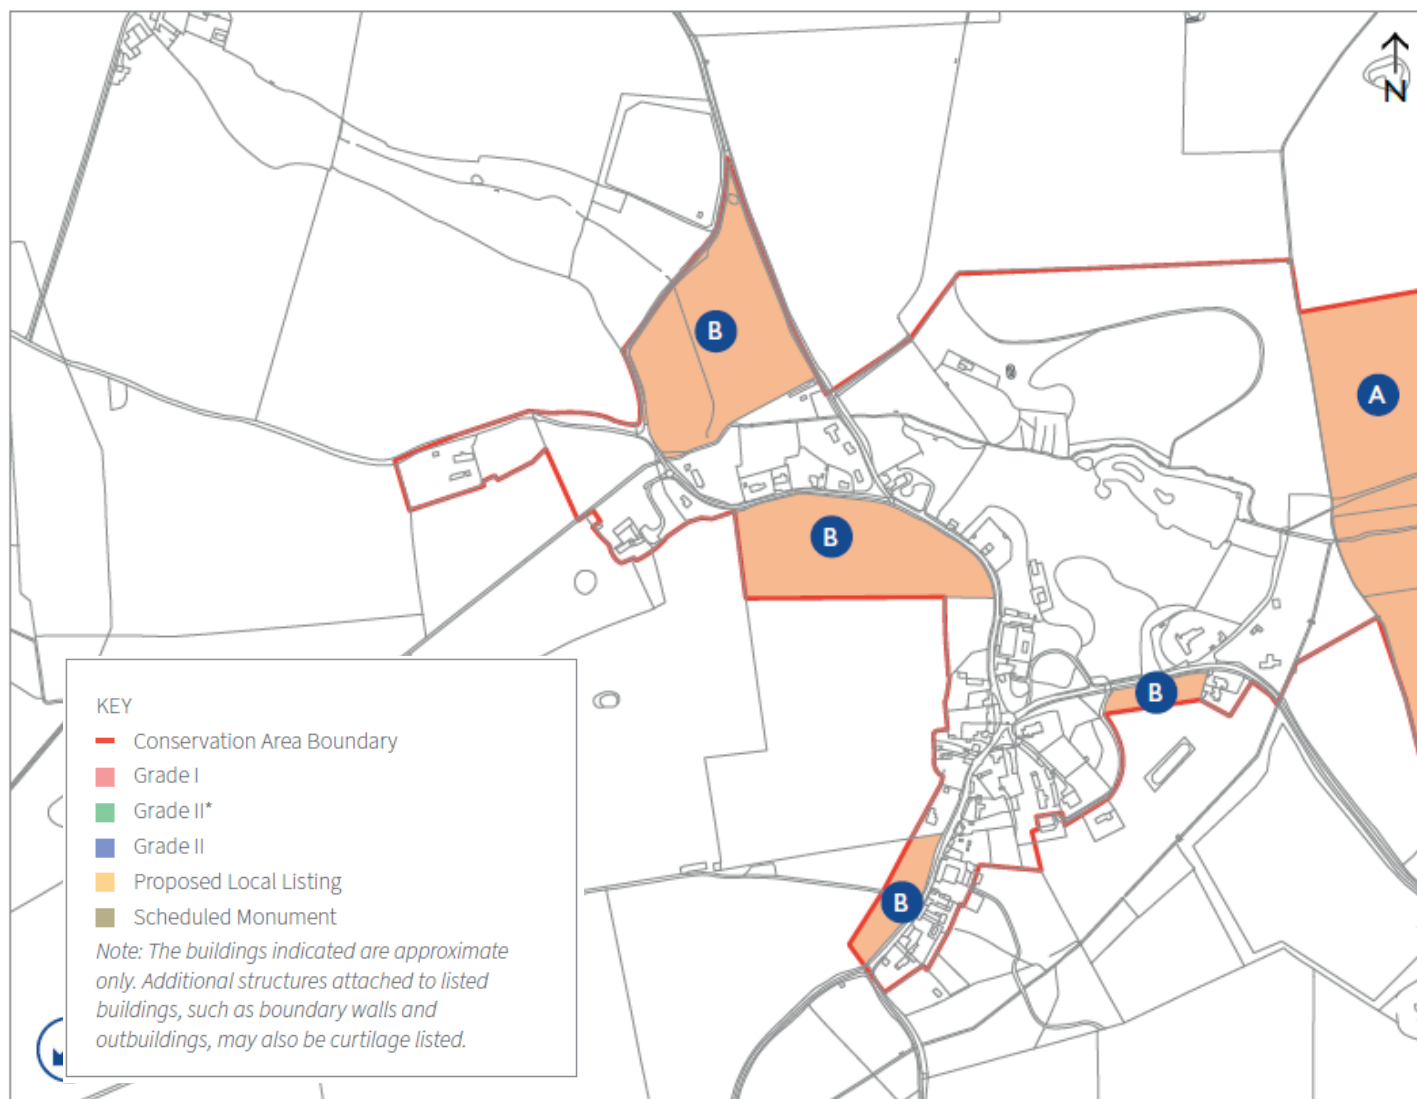 N
B
A
B
B
B
KEY
Conservation Area Boundary
Grade I
Grade II*
Grade II
Proposed Local Listing
Scheduled Monument
Note: The buildings indicated are approximate
only. Additional structures attached to listed
buildings, such as boundary walls and
outbuildings, may also be curtilage listed.